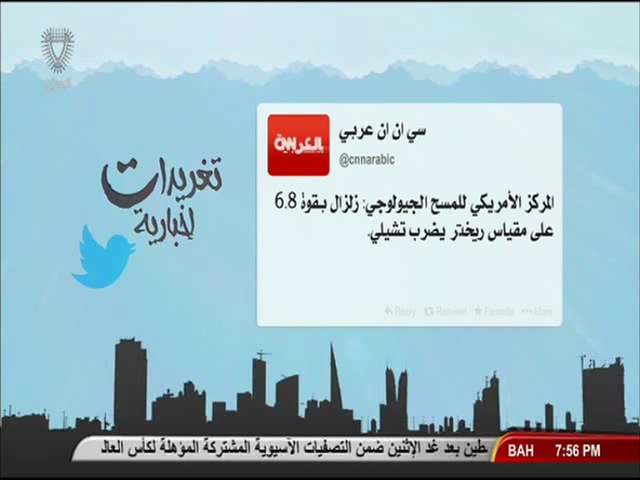 تغريدات
إخبارية
سي ان ان عربي
العربية
@cnnarabic
المركز الأمريكي للمسح الجيولوجي: زلزال بقوة 6.8
على مقياس ريختر يضرب تشيلي.
Reply Retweet Favorite More
طين بعد غد الإثنين ضمن التصفيات الآسيوية المشتركة المؤهلة لكأس العال
BAH 7:56 PM